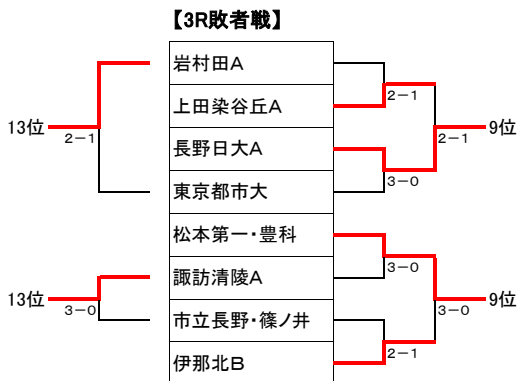 【3R敗者戦】
岩村田A
上田染谷丘A
2-1
13位
2-1
長野日大A
2-1
9位
東京都市大
3-0
松本第一・豊科
諏訪清陵A
3-0
13位
3-0
市立長野・篠ノ井
3-0
9位
伊那北B
2-1